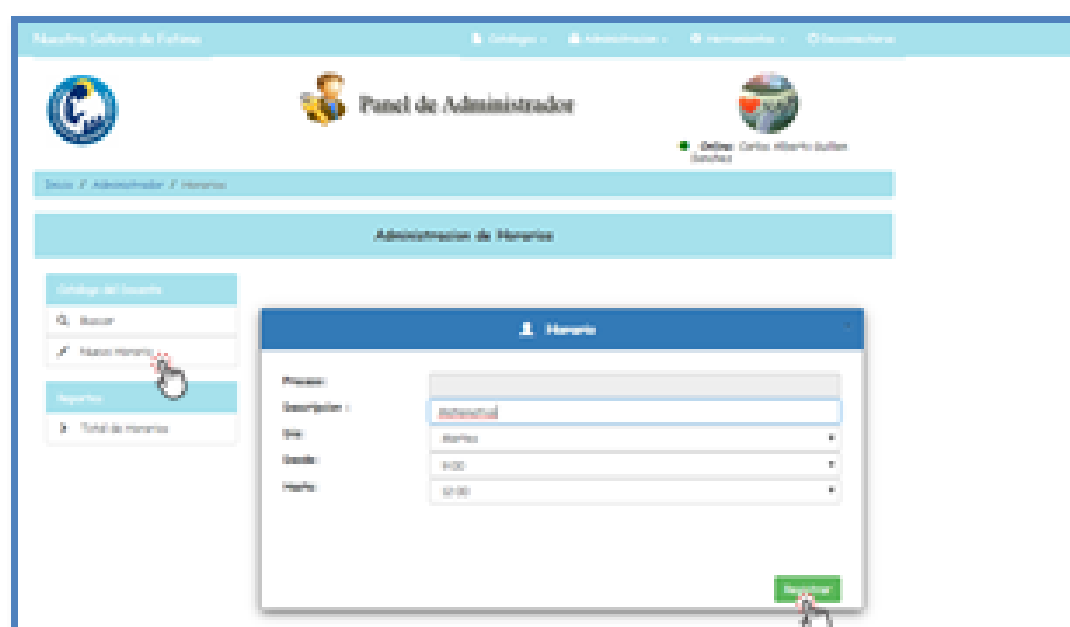 Nuestra Señora de Fatima
Catalogos
Administracion
Herramientas
Desconectarse
Panel de Administrador
Online: Carlos Alberto Guillen
Sanchez
Inicio / Administrador / Horarios
Administracion de Horarios
Catalogo del Docente
Buscar
Nuevo Horario
Reportes
Total de Horarios
Horario
Proceso:
Descripcion :
Dia:
Martes
Desde:
9:00
Hasta:
12:00
Registrar